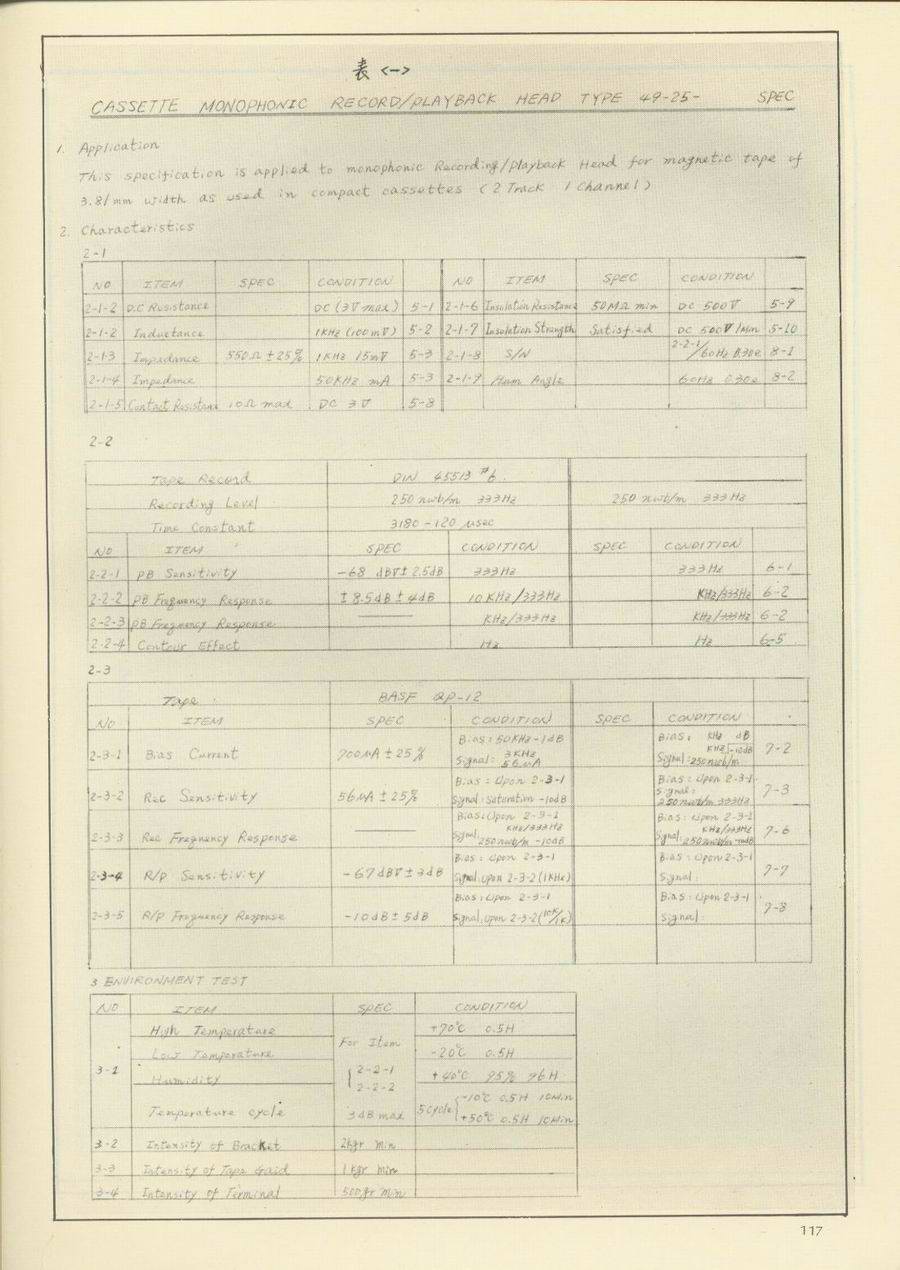 表 <一>
CASSETTE MONOPHONIC RECORD/PLAYBACK HEAD TYPE 49-25- SPEC
1. Application
This specification is applied to monophonic Recording/playback Head for magnetic tape of
3.81mm width as used in compact cassettes (2 Track 1 Channel)
2. Characteristics
2-1
NO ITEM SPEC CONDITION NO ITEM SPEC CONDITION
2-1-2 D.C Resistance DC (3V max) 5-1 2-1-6 Insolation Resistance 50MΩ min DC 500V 5-9
2-1-2 Inductance 1KHz (100mV) 5-2 2-1-7 Insolation Strength Satisfied DC 500V 1Min 5-10
2-1-3 Impedance 550Ω ±25% 1KHz 15mV 5-3 2-1-8 S/N 2-2-1/60Hz 0.30e 8-1
2-1-4 Impedance 50KHz mA 5-3 2-1-9 Hum Angle 60Hz 0.30e 8-2
2-1-5 Contact Resistance 10Ω max DC 3V 5-8
2-2
Tape Record DIN 45513 #6.
Recording Level 250 nwb/m 333Hz 250 nwb/m 333Hz
Time Constant 3180-120 μsec
NO ITEM SPEC CONDITION SPEC CONDITION
2-2-1 PB Sensitivity -68 dBV±2.5dB 333Hz 333Hz 6-1
2-2-2 PB Freguency Response ±8.5dB±4dB 10KHz/333Hz KHz/333Hz 6-2
2-2-3 PB Freguency Response —— KHz/333Hz KHz/333Hz 6-2
2-2-4 Contour Effect Hz Hz 6-5
2-3
Tape BASF QP-12
NO ITEM SPEC CONDITION SPEC CONDITION
2-3-1 Bias Current 700μA±25% Bias: 50KHz-1dB Bias: KHz dB 7-2
Signal: 3KHz 56μA Signal: KHz/-10dB 250nwb/m
2-3-2 Rec Sensitivity 56μA±25% Bias: Upon 2-3-1 Bias: Upon 2-3-1. 7-3
Signal: Saturation -10dB Signal: 250nwb/m 333Hz
2-3-3 Rec Freguency Response —— Bias: Upon 2-3-1 Bias: Upon 2-3-1 7-6
Signal: KHz/333Hz 250nwb/m -10dB Signal: KHz/333Hz 250nwb/m -10dB
2-3-4 R/P Sensitivity -67dBV±3dB Bias: Upon 2-3-1 Bias: Upon 2-3-1 7-7
Signal: upon 2-3-2 (1KHz) Signal:
2-3-5 R/P Freguency Response -10dB±5dB Bias: Upon 2-3-1 Bias: Upon 2-3-1 7-8
Signal: upon 2-3-2 (10K/1K) Signal:
3 ENVIRONMENT TEST
NO ITEM SPEC CONDITION
3-1 High Temperature For Item +70°C 0.5H
Low Temperature -20°C 0.5H
Humidity { 2-2-1 2-2-2 +40°C 95% 96H
Temperature cycle 3dB max 5cycle { -10°C 0.5H 10Min
+50°C 0.5H 10Min
3-2 Intensity of Bracket 2kgr min
3-3 Intensity of Tape Gaid 1kgr min
3-4 Intensity of Terminal 500gr min
117